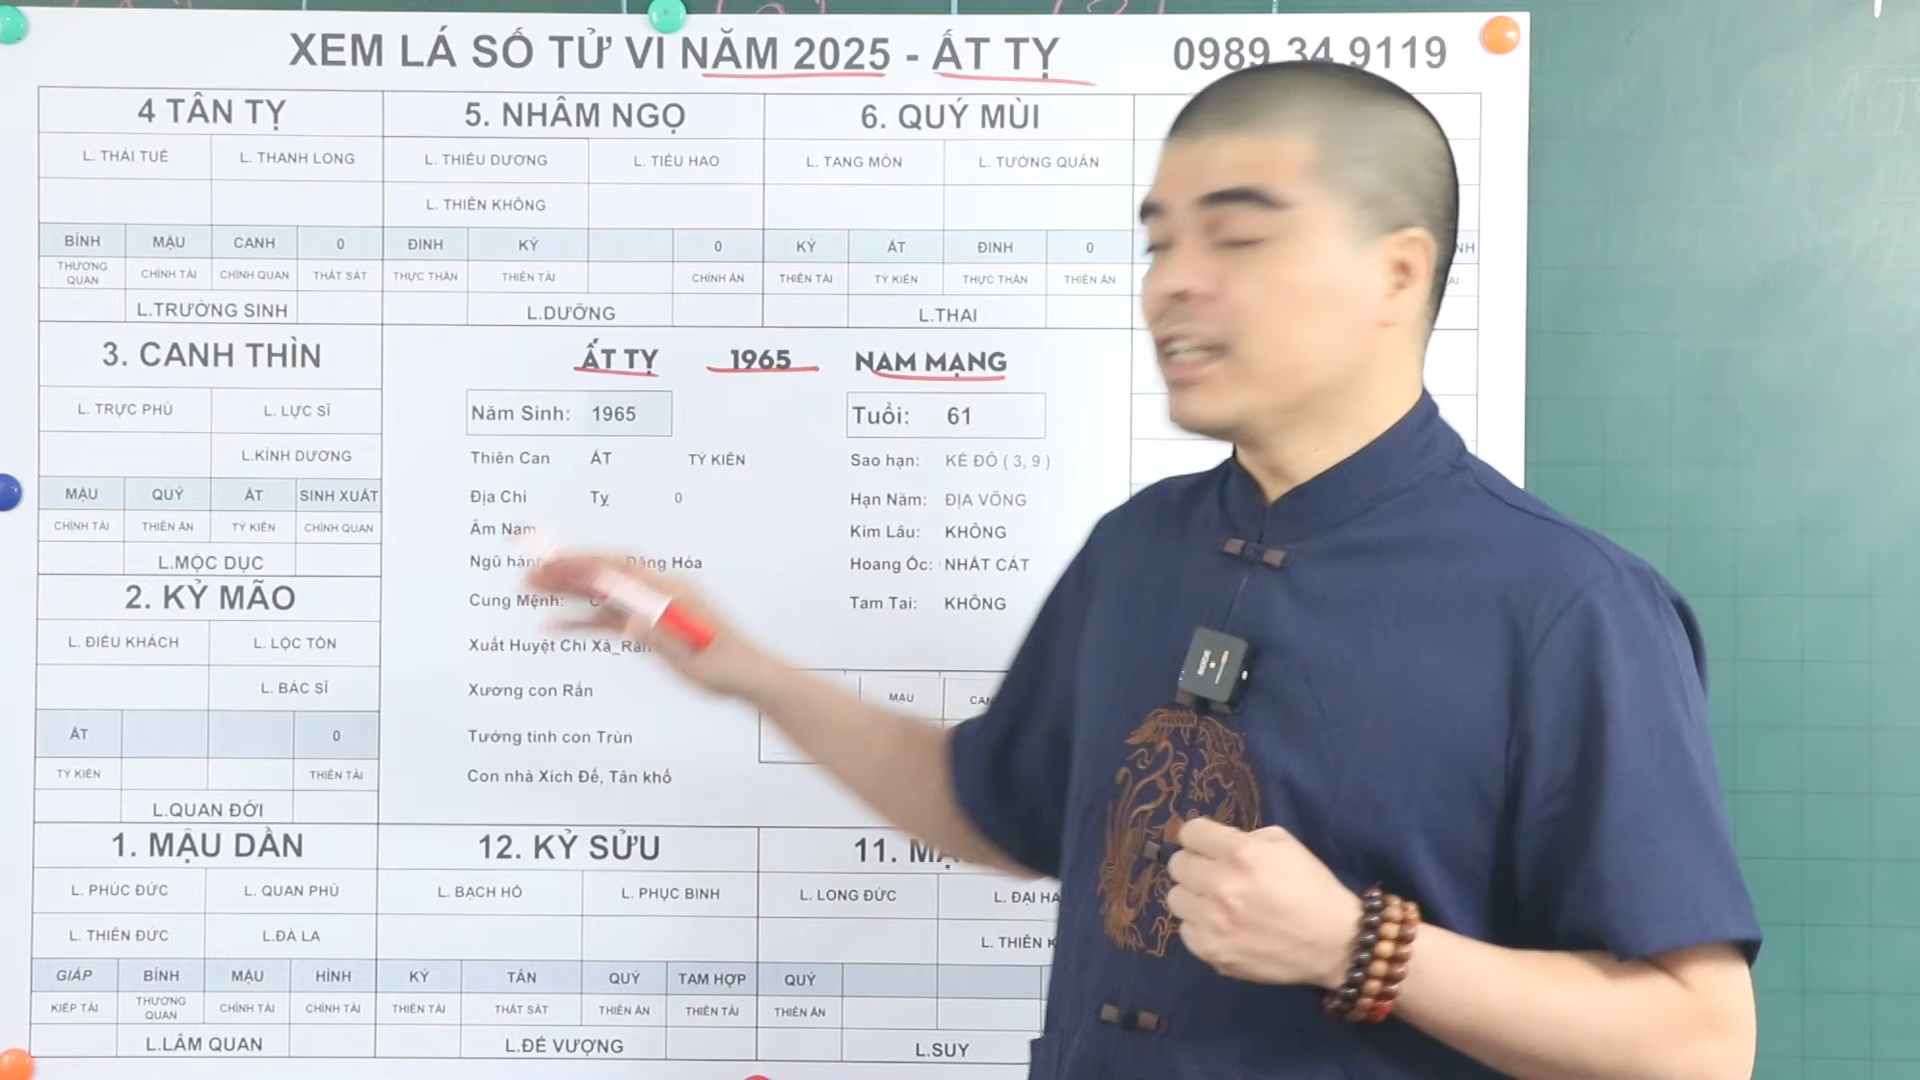 XEM LÁ SỐ TỬ VI NĂM 2025 - ẤT TỴ 0989 34 9119
4 TÂN TỴ
L. THÁI TUẾ L. THANH LONG
BÍNH MẬU CANH 0
THƯƠNG QUAN CHÍNH TÀI CHÍNH QUAN THẤT SÁT
L.TRƯỜNG SINH
5. NHÂM NGỌ
L. THIẾU DƯƠNG L. TIỂU HAO
L. THIÊN KHÔNG
ĐINH KỶ 0
THỰC THẦN THIÊN TÀI CHÍNH ẤN
L.DƯỠNG
6. QUÝ MÙI
L. TANG MÔN L. TƯỚNG QUÂN
KỶ ẤT ĐINH 0
THIÊN TÀI TỶ KIÊN THỰC THẦN THIÊN ẤN
L.THAI
3. CANH THÌN
L. TRỰC PHÙ L. LỰC SĨ
L.KÌNH DƯƠNG
MẬU QUÝ ẤT SINH XUẤT
CHÍNH TÀI THIÊN ẤN TỶ KIÊN CHÍNH QUAN
L.MỘC DỤC
ẤT TỴ 1965 NAM MẠNG
Năm Sinh: 1965 Tuổi: 61
Thiên Can ẤT TỶ KIÊN Sao hạn: KẾ ĐÔ ( 3, 9 )
Địa Chi Tỵ 0 Hạn Năm: ĐỊA VÕNG
Âm Nam Kim Lâu: KHÔNG
Ngũ hành Đăng Hỏa Hoang Ốc: NHẤT CÁT
Cung Mệnh: Tam Tai: KHÔNG
Xuất Huyệt Chi Xà_Rắn
Xương con Rắn
Tướng tinh con Trùn
Con nhà Xích Đế, Tân khổ
MẬU
2. KỶ MÃO
L. ĐIẾU KHÁCH L. LỘC TỒN
L. BÁC SĨ
ẤT 0
TỶ KIÊN THIÊN TÀI
L.QUAN ĐỚI
1. MẬU DẦN
L. PHÚC ĐỨC L. QUAN PHỦ
L. THIÊN ĐỨC L.ĐÀ LA
GIÁP BÍNH MẬU HÌNH
KIẾP TÀI THƯƠNG QUAN CHÍNH TÀI CHÍNH TÀI
L.LÂM QUAN
12. KỶ SỬU
L. BẠCH HỔ L. PHỤC BINH
KỶ TÂN QUÝ TAM HỢP
THIÊN TÀI THẤT SÁT THIÊN ẤN THIÊN TÀI
L.ĐẾ VƯỢNG
11.
L. LONG ĐỨC L. ĐẠI
L. THIÊN
QUÝ
THIÊN ẤN
L.SUY